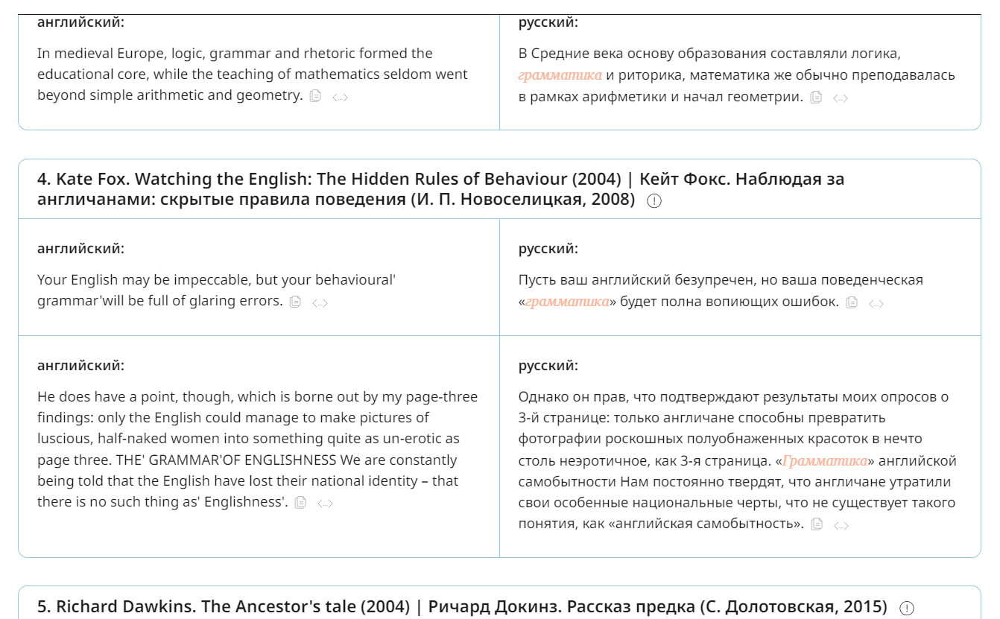 английский:
русский:
In medieval Europe, logic, grammar and rhetoric formed the
educational core, while the teaching of mathematics seldom went
beyond simple arithmetic and geometry.
В Средние века основу образования составляли логика,
грамматика и риторика, математика же обычно преподавалась
в рамках арифметики и начал геометрии.
4. Kate Fox. Watching the English: The Hidden Rules of Behaviour (2004) | Кейт Фокс. Наблюдая за
англичанами: скрытые правила поведения (И. П. Новоселицкая, 2008)
английский:
русский:
Your English may be impeccable, but your behavioural'
grammar'will be full of glaring errors.
Пусть ваш английский безупречен, но ваша поведенческая
«грамматика» будет полна вопиющих ошибок.
английский:
русский:
He does have a point, though, which is borne out by my page-three
findings: only the English could manage to make pictures of
luscious, half-naked women into something quite as un-erotic as
page three. THE' GRAMMAR'OF ENGLISHNESS We are constantly
being told that the English have lost their national identity – that
there is no such thing as' Englishness'.
Однако он прав, что подтверждают результаты моих опросов о
3-й странице: только англичане способны превратить
фотографии роскошных полуобнаженных красоток в нечто
столь неэротичное, как 3-я страница. «Грамматика» английской
самобытности Нам постоянно твердят, что англичане утратили
свои особенные национальные черты, что не существует такого
понятия, как «английская самобытность».
5. Richard Dawkins. The Ancestor's tale (2004) | Ричард Докинз. Рассказ предка (С. Долотовская, 2015)